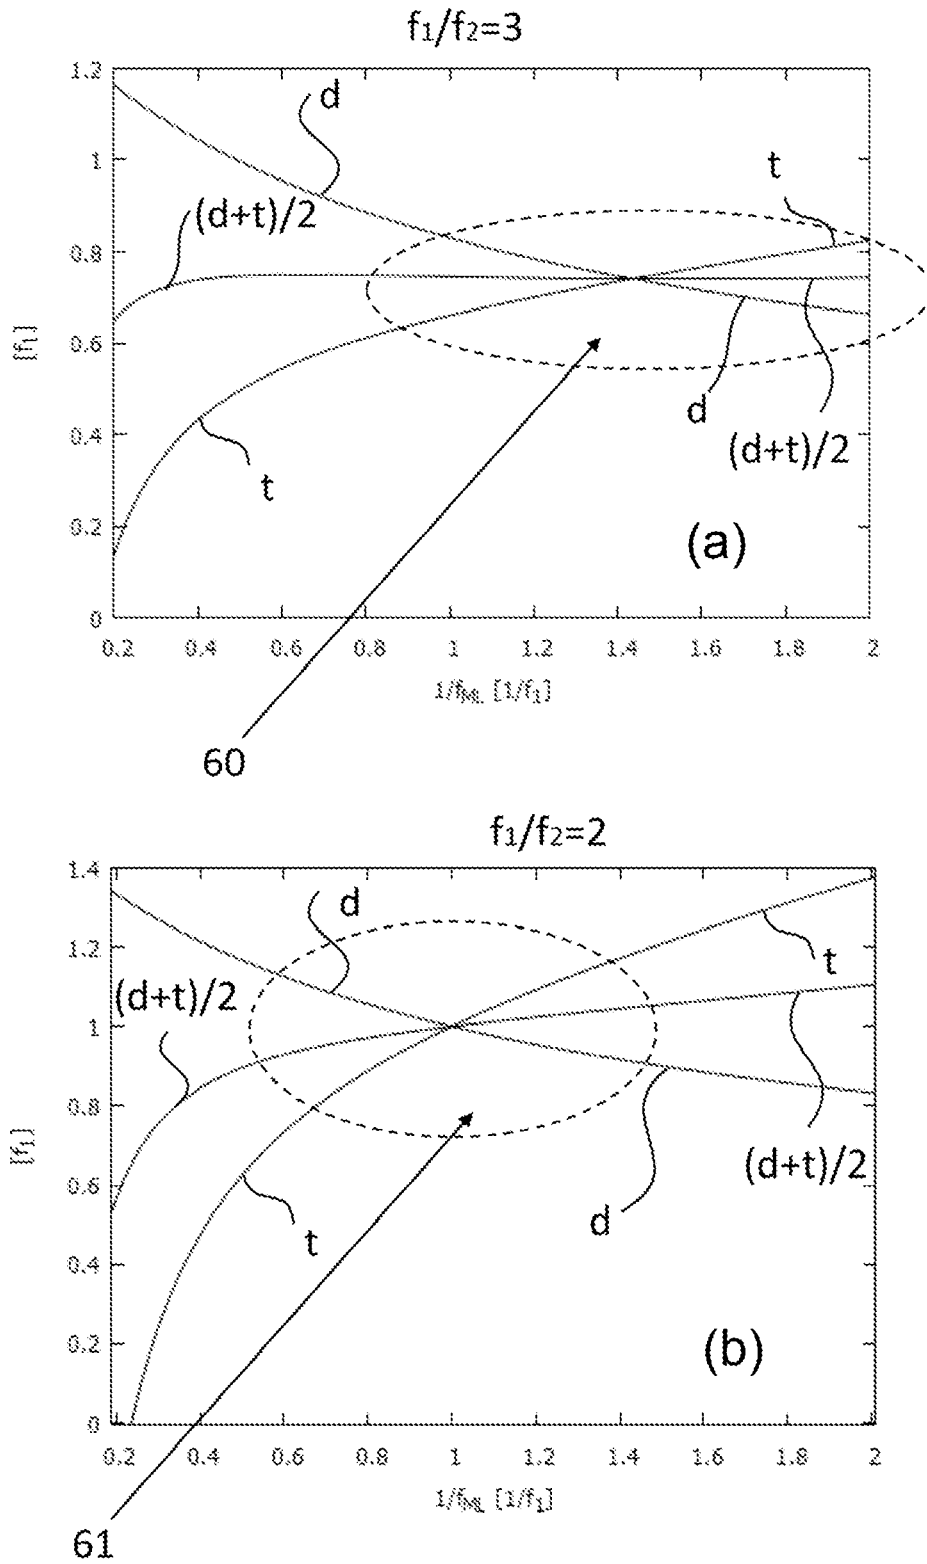 f₁/f₂=3
1.2
d
1
t
(d+t)/2
0.8
[f₁]
0.6
d
0.4
(d+t)/2
t
0.2
(a)
0
0.2 0.4 0.6 0.8 1 1.2 1.4 1.6 1.8 2
1/f_ML [1/f₁]
60
f₁/f₂=2
1.4
d
1.2
t
(d+t)/2
1
[f₁]
0.8
(d+t)/2
0.6
d
t
0.4
(b)
0.2
0
0.2 0.4 0.6 0.8 1 1.2 1.4 1.6 1.8 2
1/f_ML [1/f₁]
61